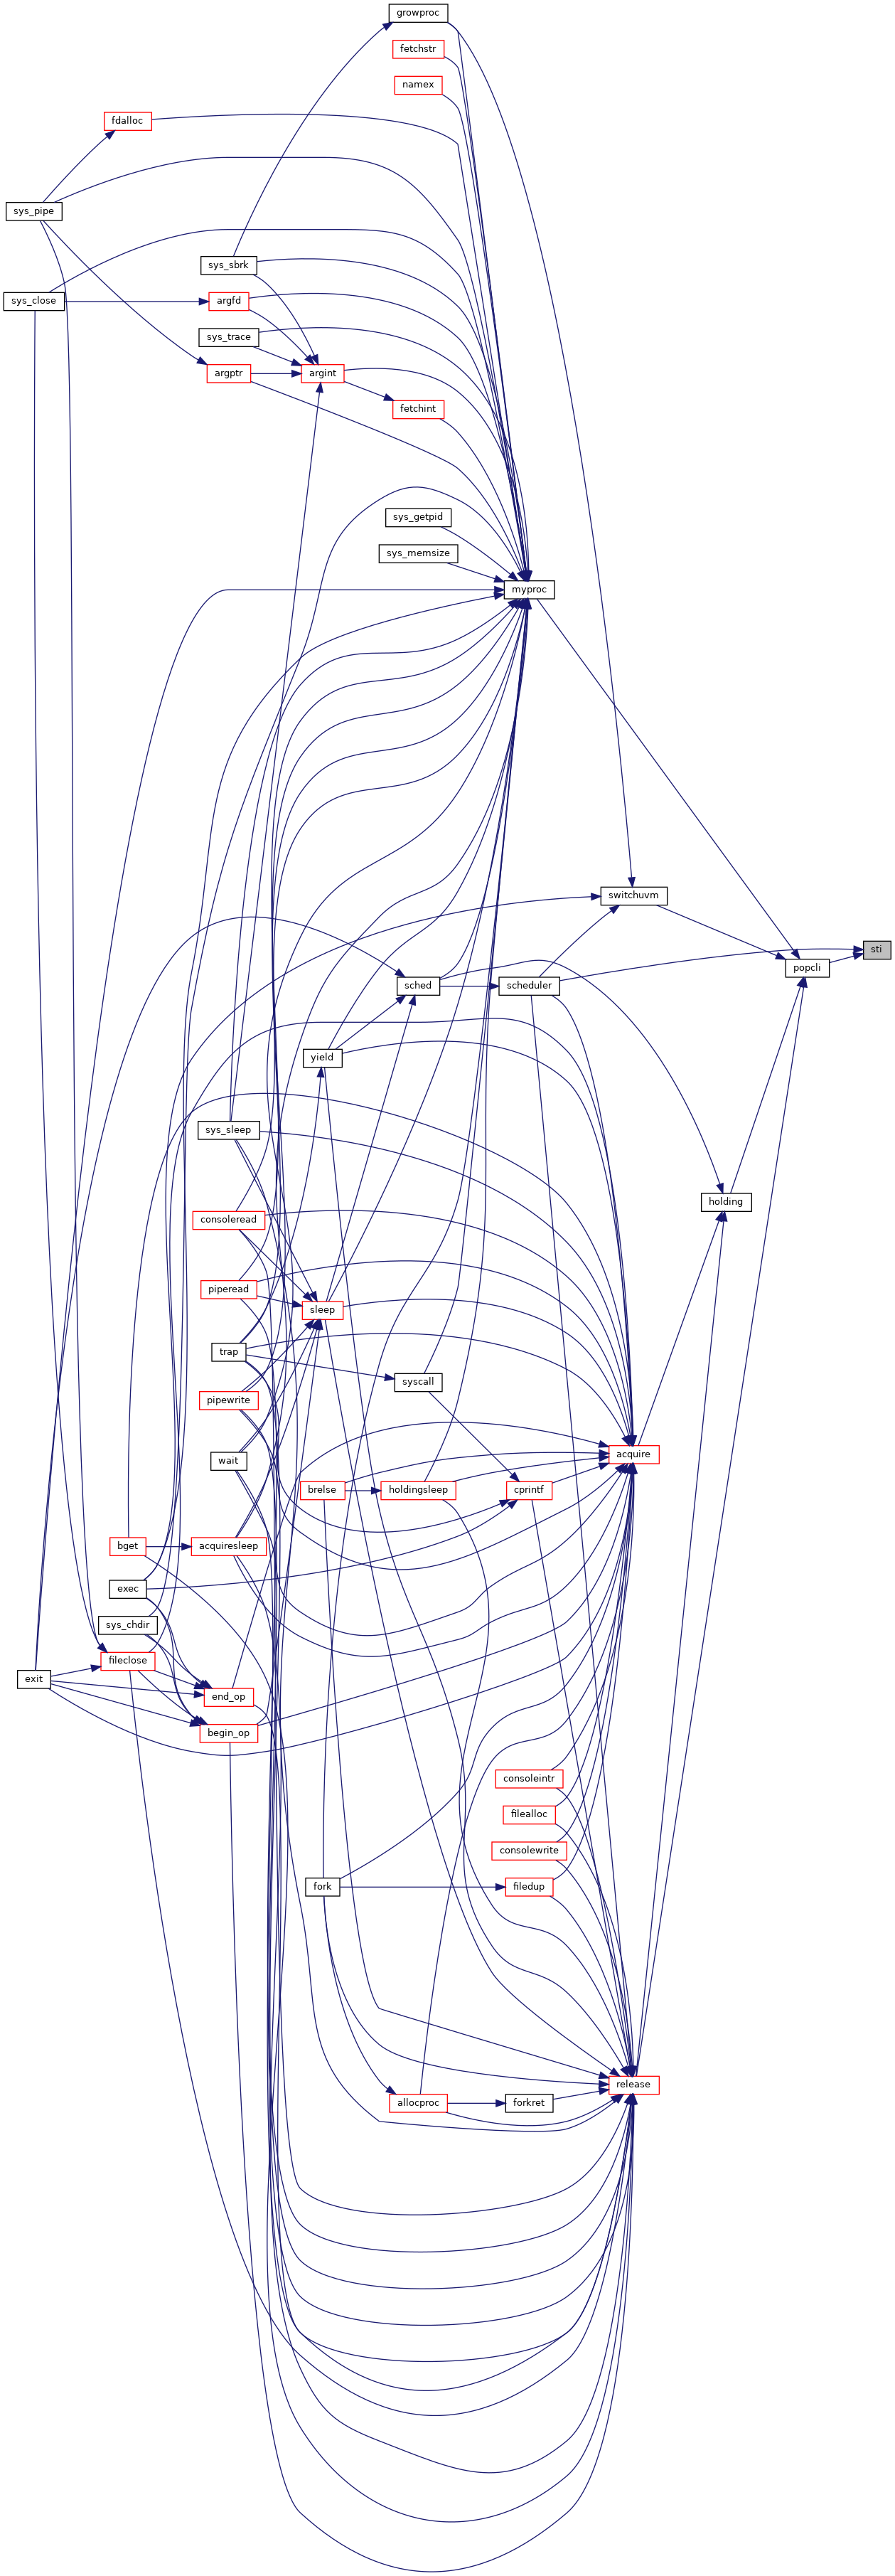 growproc
fetchstr
namex
fdalloc
sys_pipe
sys_sbrk
sys_close
argfd
sys_trace
argptr
argint
fetchint
sys_getpid
sys_memsize
myproc
switchuvm
sti
popcli
sched
scheduler
yield
sys_sleep
holding
consoleread
piperead
sleep
trap
syscall
pipewrite
acquire
wait
brelse
holdingsleep
cprintf
bget
acquiresleep
exec
sys_chdir
fileclose
exit
end_op
begin_op
consoleintr
filealloc
consolewrite
fork
filedup
release
allocproc
forkret